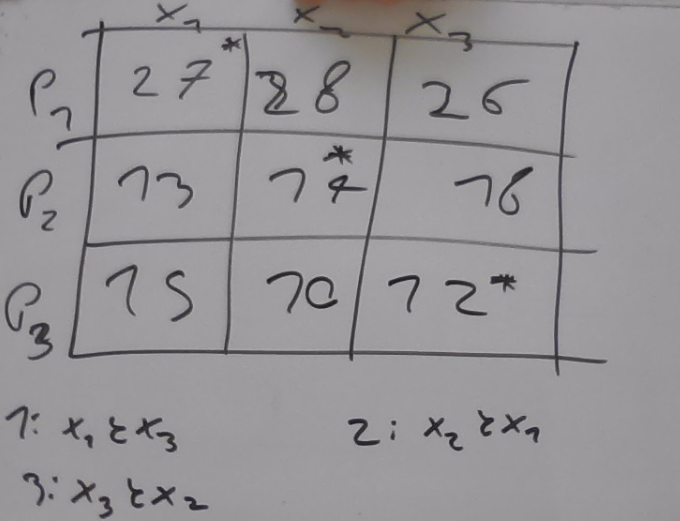 x₁ x₂ x₃
P₁ 27* 28 26
P₂ 13 14* 16
P₃ 15 10 12*
1: x₁ ≿ x₃ 2: x₂ ≿ x₁
3: x₃ ≿ x₂